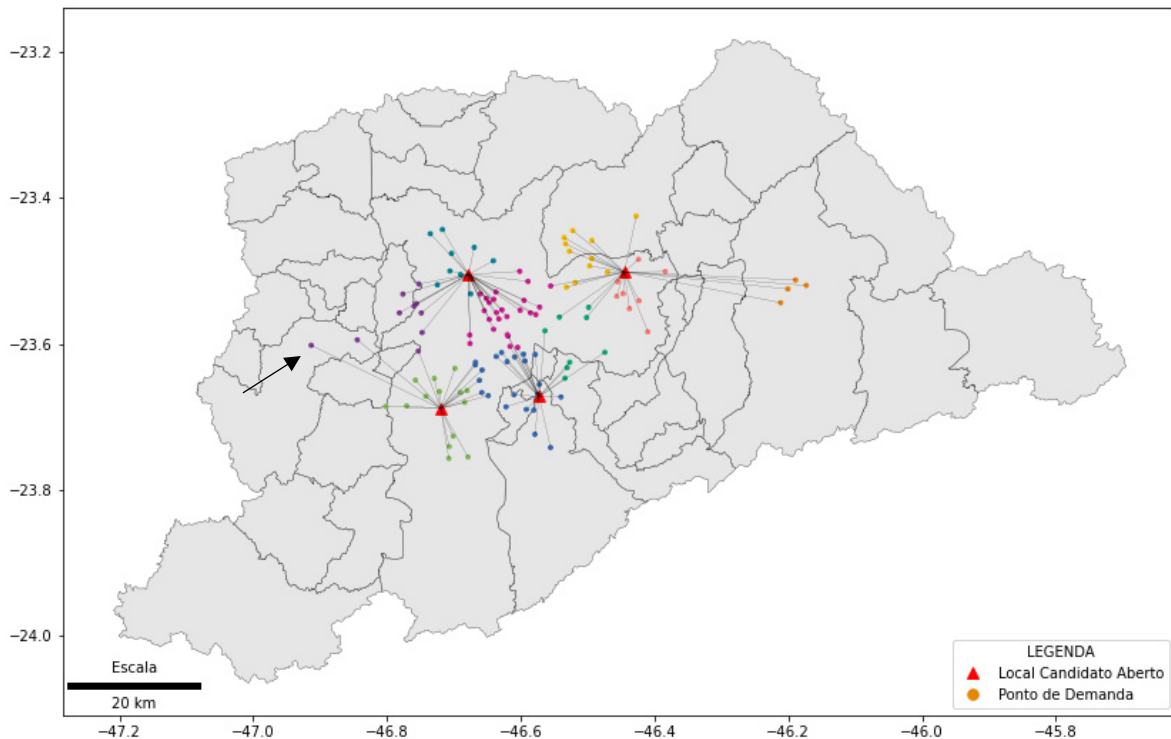 −23.2
−23.4
−23.6
−23.8
−24.0
Escala
20 km
LEGENDA
Local Candidato Aberto
Ponto de Demanda
−47.2 −47.0 −46.8 −46.6 −46.4 −46.2 −46.0 −45.8